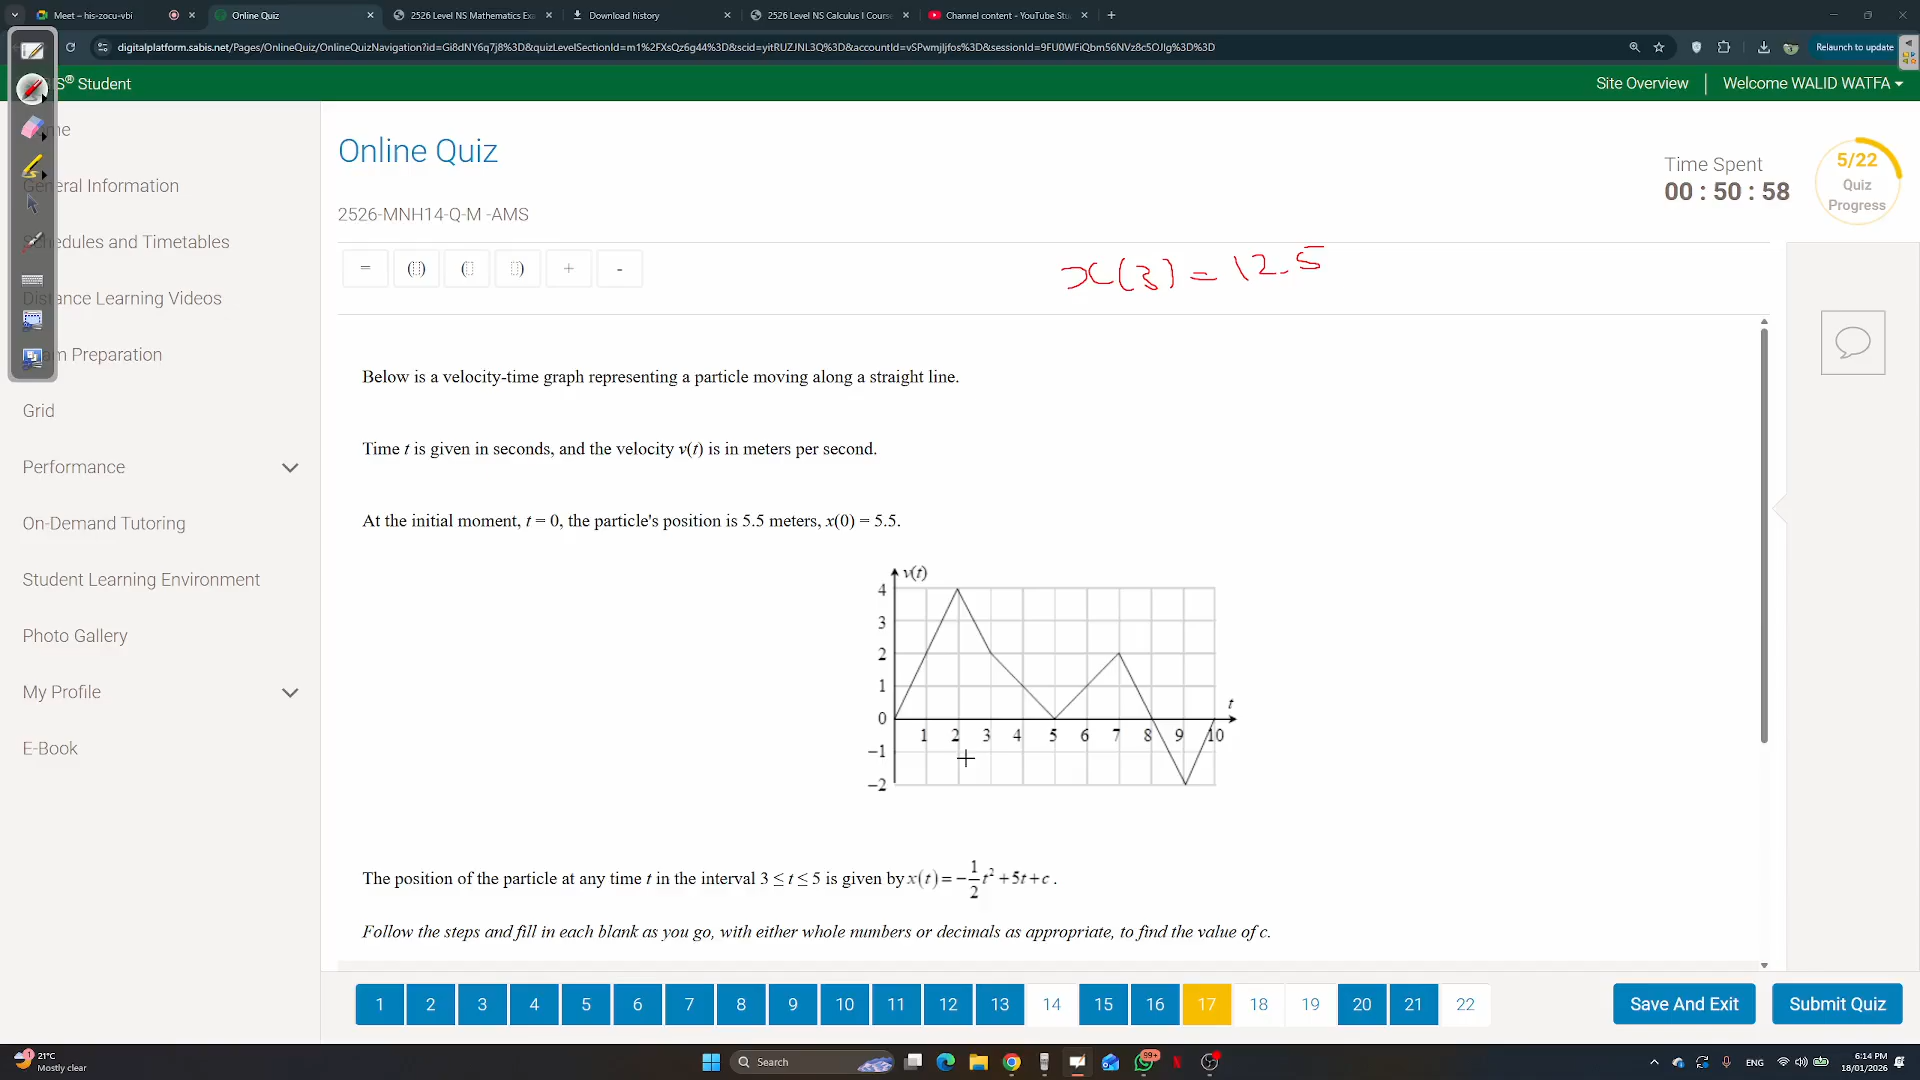 Meet – his-zocu-vbi
Online Quiz
2526 Level NS Mathematics Exa
Download history
2526 Level NS Calculus I Course
Channel content - YouTube Stu
digitalplatform.sabis.net/Pages/OnlineQuiz/OnlineQuizNavigation?id=Gi8dNY6q7j8%3D&quizLevelSectionId=m1%2FXsQz6g44%3D&scid=yitRUZJNL3Q%3D&accountId=vSPwmjljfos%3D&sessionId=9FU0WFiQbm56NVz8c5OJIg%3D%3D
Relaunch to update
S® Student
Site Overview
Welcome WALID WATFA
me
eral Information
hedules and Timetables
tance Learning Videos
m Preparation
Grid
Performance
On-Demand Tutoring
Student Learning Environment
Photo Gallery
My Profile
E-Book
Online Quiz
2526-MNH14-Q-M -AMS
Time Spent
00 : 50 : 58
5/22
Quiz
Progress
= (▯) (▯ ▯) + -
x(3) = 12.5
Below is a velocity-time graph representing a particle moving along a straight line.
Time t is given in seconds, and the velocity v(t) is in meters per second.
At the initial moment, t = 0, the particle's position is 5.5 meters, x(0) = 5.5.
v(t)
4
3
2
1
0
−1
−2
t
1 2 3 4 5 6 7 8 9 10
The position of the particle at any time t in the interval 3 ≤ t ≤ 5 is given by x(t) = −1/2 t² + 5t + c .
Follow the steps and fill in each blank as you go, with either whole numbers or decimals as appropriate, to find the value of c.
1 2 3 4 5 6 7 8 9 10 11 12 13 14 15 16 17 18 19 20 21 22
Save And Exit
Submit Quiz
1
21°C
Mostly clear
Search
99+
ENG
6:14 PM
18/01/2026